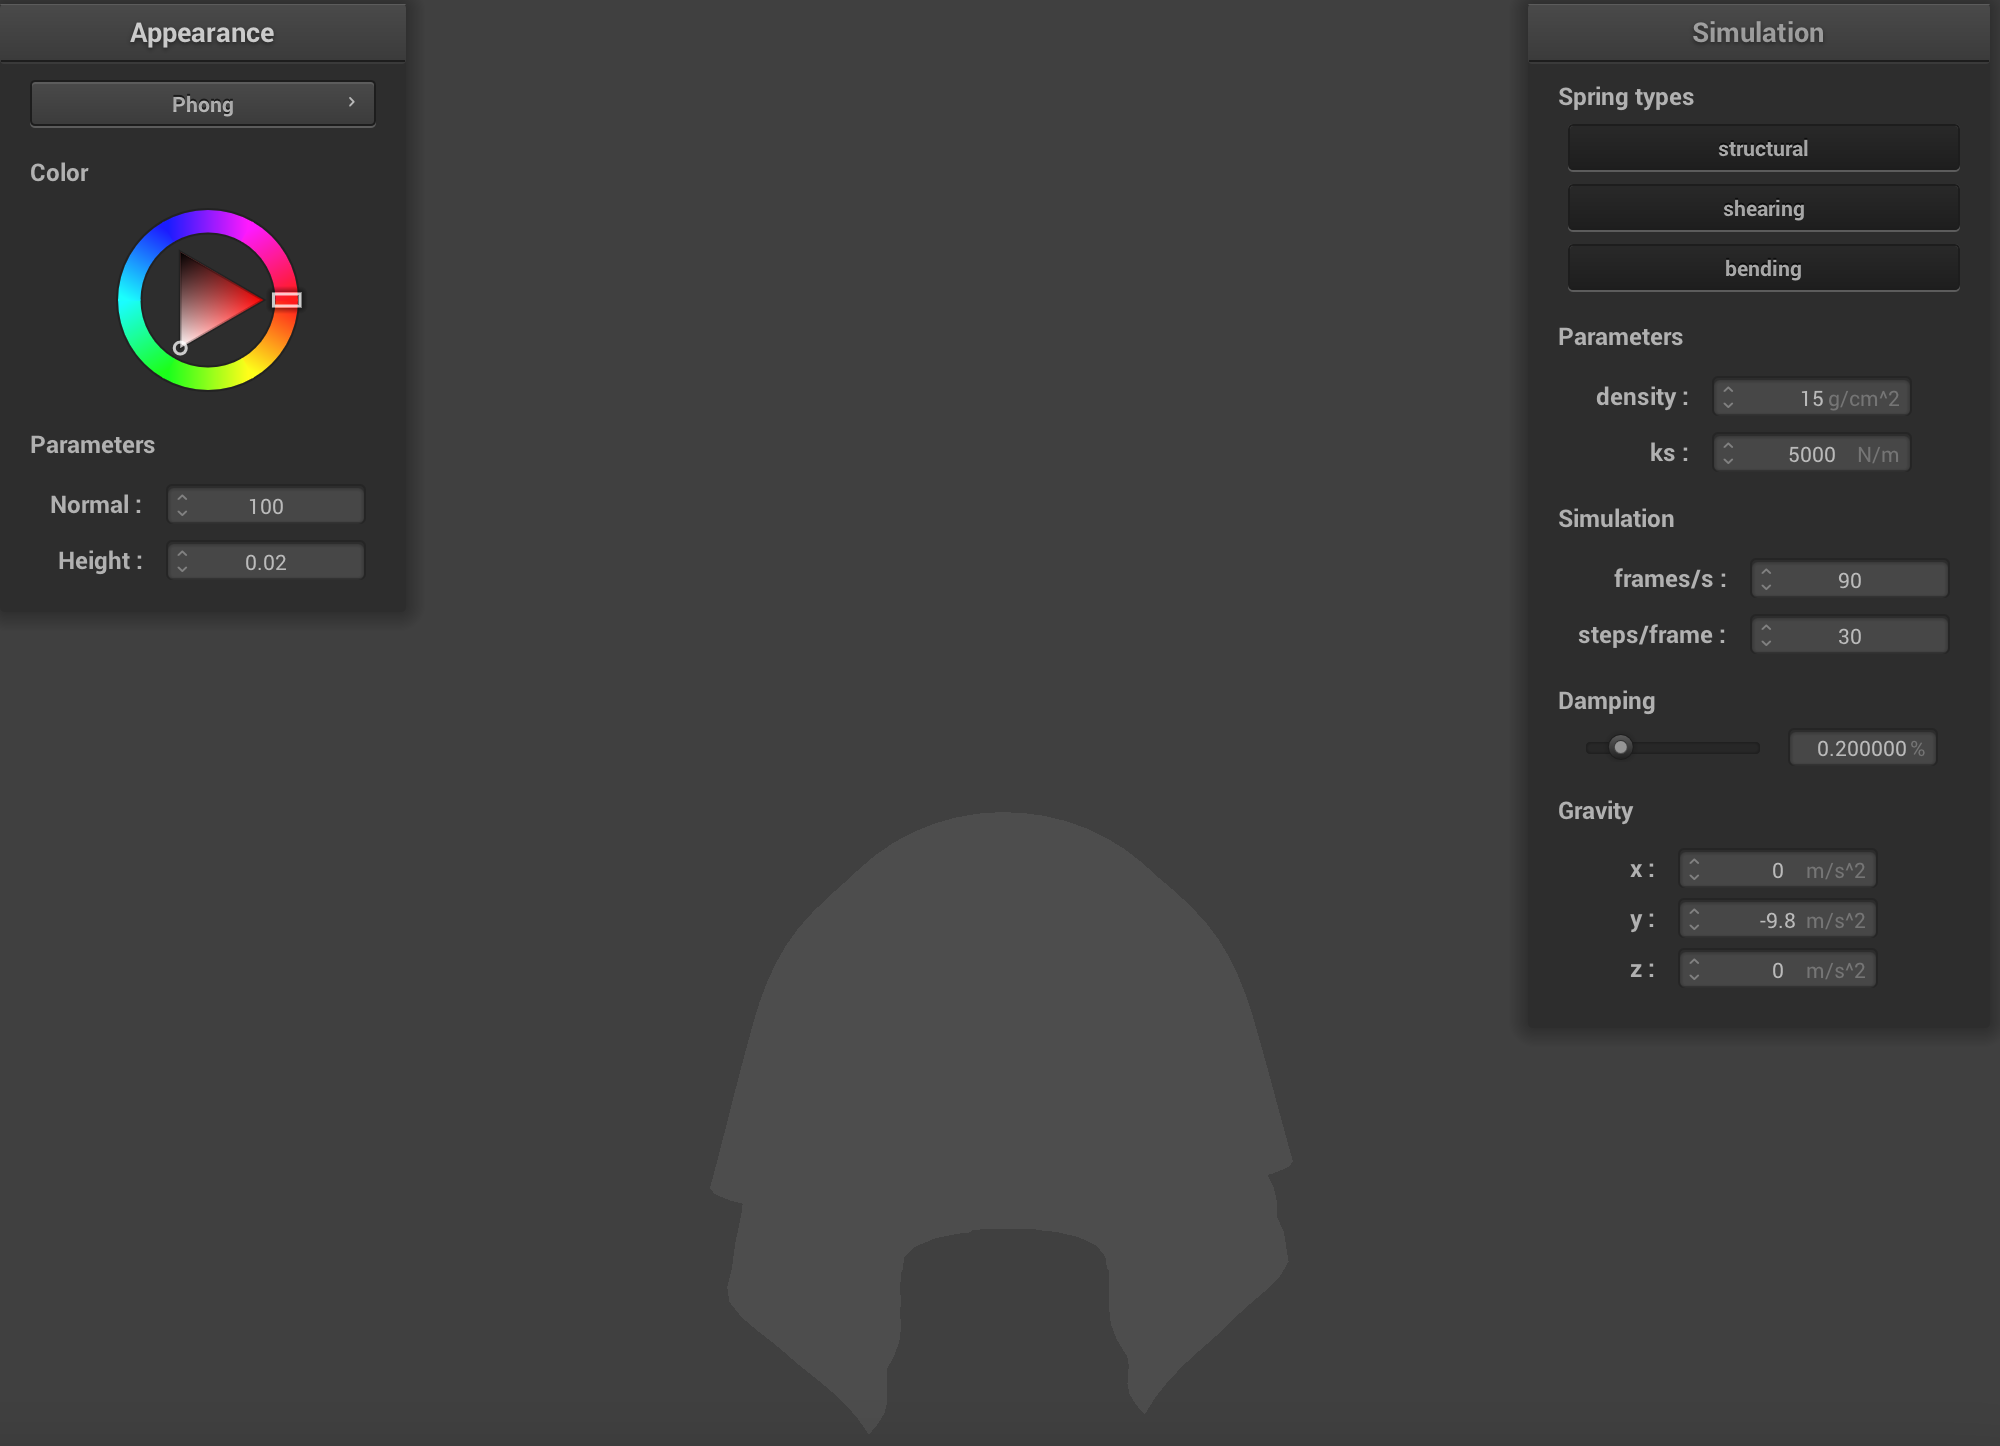 Appearance
Phong
Color
Parameters
Normal : 100
Height : 0.02
Simulation
Spring types
structural
shearing
bending
Parameters
density : 15 g/cm^2
ks : 5000 N/m
Simulation
frames/s : 90
steps/frame : 30
Damping
0.200000 %
Gravity
x : 0 m/s^2
y : -9.8 m/s^2
z : 0 m/s^2